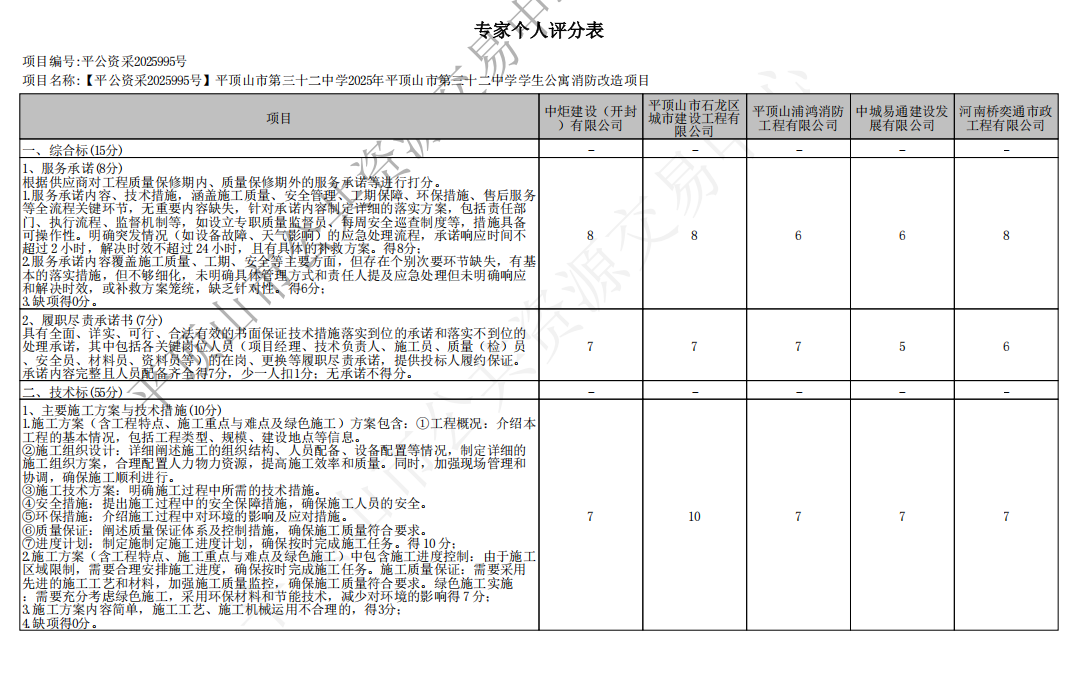 专家个人评分表
项目编号:平公资采2025995号
项目名称:【平公资采2025995号】平顶山市第三十二中学2025年平顶山市第三十二中学学生公寓消防改造项目
项目
中炬建设（开封
）有限公司
平顶山市石龙区
城市建设工程有
限公司
平顶山浦鸿消防
工程有限公司
中城易通建设发
展有限公司
河南桥奕通市政
工程有限公司
一、综合标(15分)
－ － － － －
1、服务承诺(8分)
根据供应商对工程质量保修期内、质量保修期外的服务承诺等进行打分。
1.服务承诺内容、技术措施，涵盖施工质量、安全管理、工期保障、环保措施、售后服务
等全流程关键环节，无重要内容缺失，针对承诺内容制定详细的落实方案，包括责任部
门、执行流程、监督机制等，如设立专职质量监督员、每周安全巡查制度等，措施具备
可操作性。明确突发情况（如设备故障、天气影响）的应急处理流程，承诺响应时间不
超过 2 小时，解决时效不超过 24 小时，且有具体的补救方案。得8分；
2.服务承诺内容覆盖施工质量、工期、安全等主要方面，但存在个别次要环节缺失，有基
本的落实措施，但不够细化，未明确具体管理方式和责任人提及应急处理但未明确响应
和解决时效，或补救方案笼统，缺乏针对性。得6分；
3.缺项得0分。
8 8 6 6 8
2、履职尽责承诺书(7分)
具有全面、详实、可行、合法有效的书面保证技术措施落实到位的承诺和落实不到位的
处理承诺，其中包括各关键岗位人员（项目经理、技术负责人、施工员、质量（检）员
、安全员、材料员、资料员等）的在岗、更换等履职尽责承诺，提供投标人履约保证。
承诺内容完整且人员配备齐全得7分，少一人扣1分；无承诺不得分。
7 7 7 5 6
二、技术标(55分)
－ － － － －
1、主要施工方案与技术措施(10分)
1.施工方案（含工程特点、施工重点与难点及绿色施工）方案包含：①工程概况：介绍本
工程的基本情况，包括工程类型、规模、建设地点等信息。
②施工组织设计：详细阐述施工的组织结构、人员配备、设备配置等情况，制定详细的
施工组织方案，合理配置人力物力资源，提高施工效率和质量。同时，加强现场管理和
协调，确保施工顺利进行。
③施工技术方案：明确施工过程中所需的技术措施。
④安全措施：提出施工过程中的安全保障措施，确保施工人员的安全。
⑤环保措施：介绍施工过程中对环境的影响及应对措施。
⑥质量保证：阐述质量保证体系及控制措施，确保施工质量符合要求。
⑦进度计划：制定施制定施工进度计划，确保按时完成施工任务。得 10 分；
2.施工方案（含工程特点、施工重点与难点及绿色施工）中包含施工进度控制：由于施工
区域限制，需要合理安排施工进度，确保按时完成施工任务。施工质量保证：需要采用
先进的施工工艺和材料，加强施工质量监控，确保施工质量符合要求。绿色施工实施
：需要充分考虑绿色施工，采用环保材料和节能技术，减少对环境的影响得 7 分；
3.施工方案内容简单，施工工艺、施工机械运用不合理的，得3分；
4.缺项得0分。
7 10 7 7 7
平顶山市公共资源交易中
平顶山市公共资源交易中心